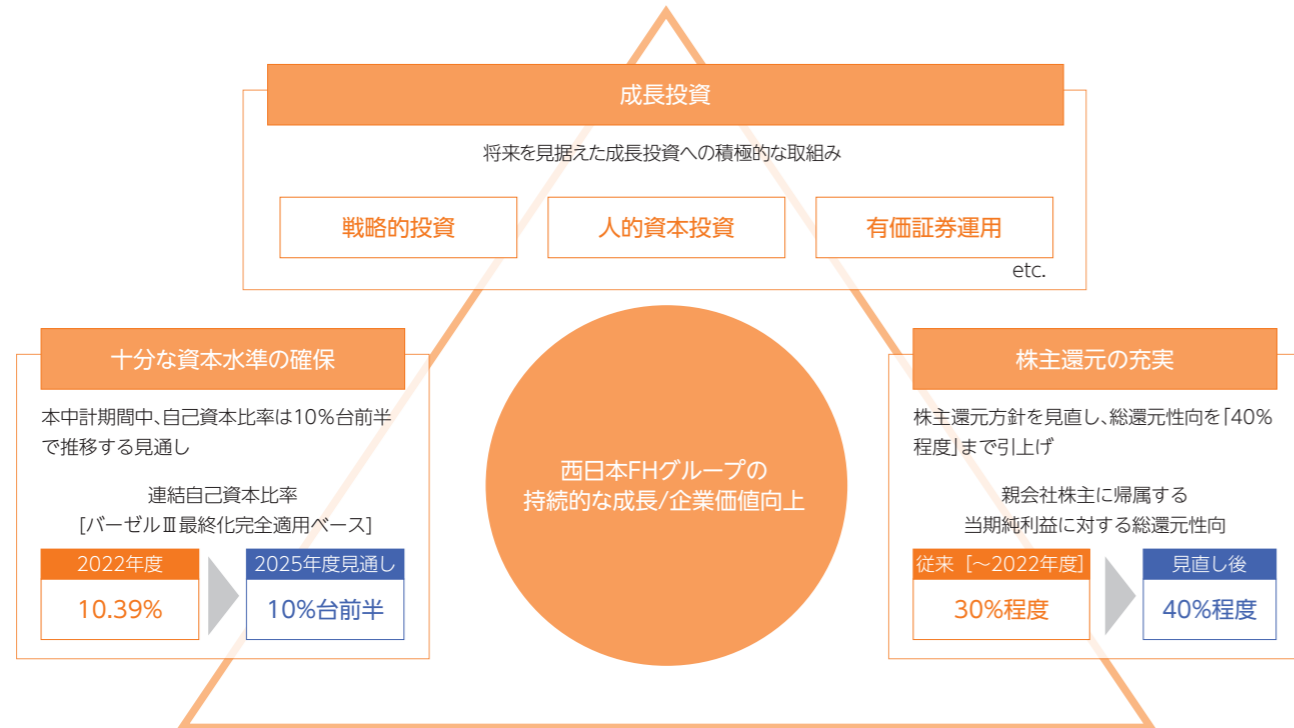 成長投資
将来を見据えた成長投資への積極的な取組み
戦略的投資
人的資本投資
有価証券運用
etc.
十分な資本水準の確保
本中計期間中、自己資本比率は10%台前半
で推移する見通し
連結自己資本比率
[バーゼルⅢ最終化完全適用ベース]
2022年度
10.39%
2025年度見通し
10%台前半
西日本FHグループの
持続的な成長/企業価値向上
株主還元の充実
株主還元方針を見直し、総還元性向を「40%
程度」まで引上げ
親会社株主に帰属する
当期純利益に対する総還元性向
従来 [～2022年度]
30%程度
見直し後
40%程度